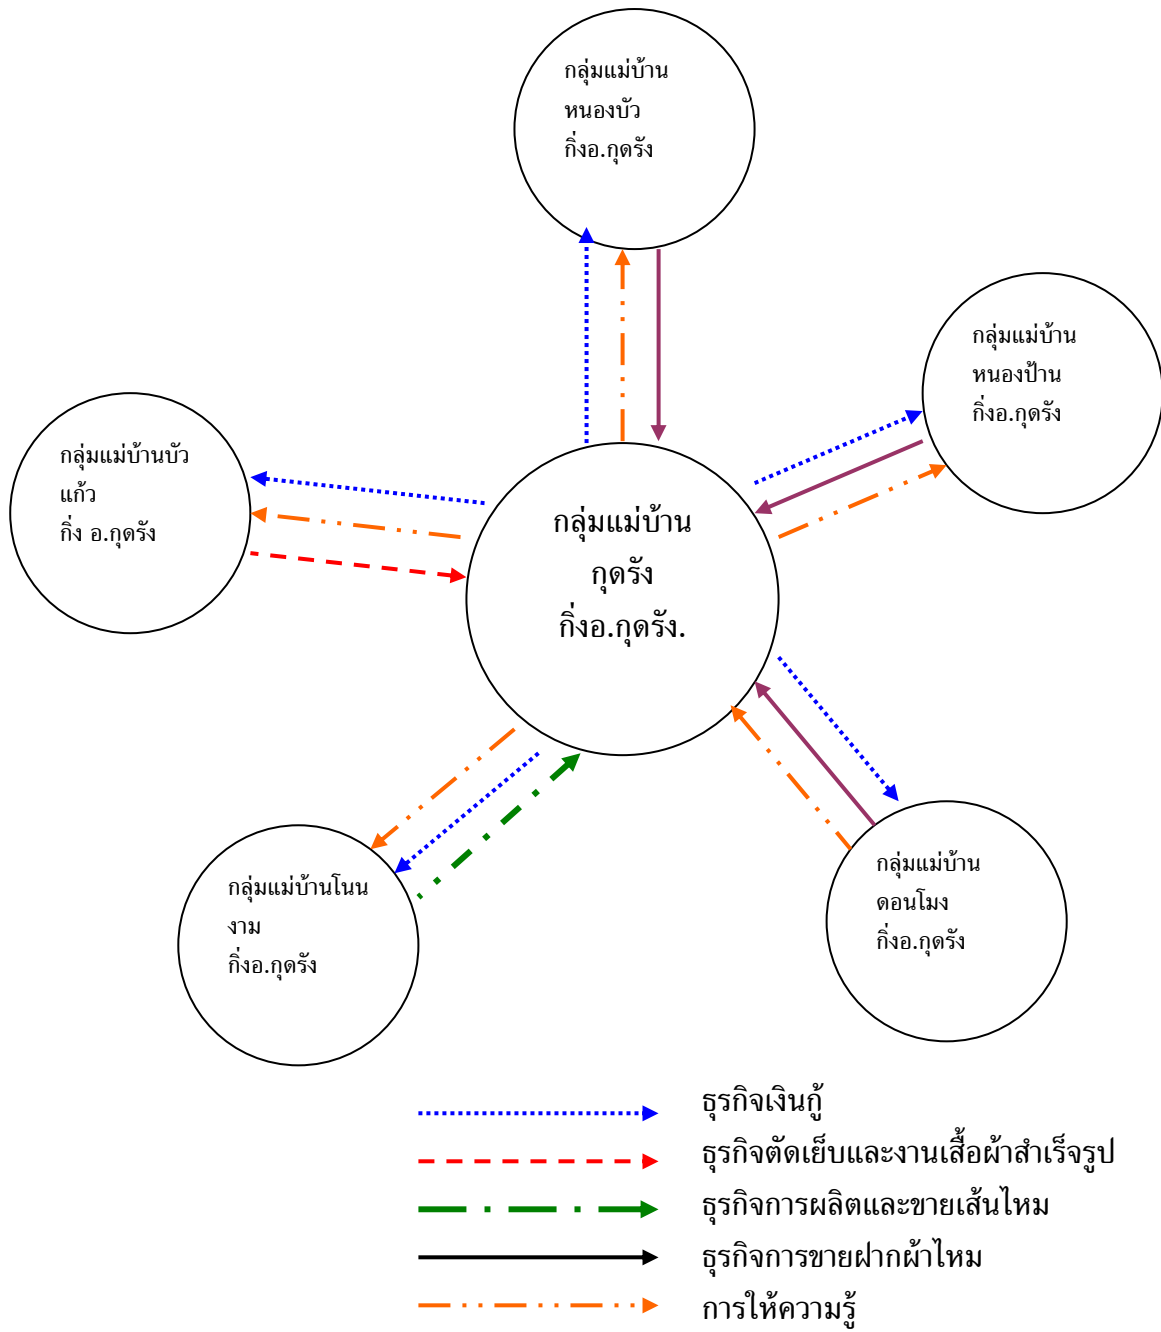 กลุ่มแม่บ้าน
หนองบัว
กิ่งอ.กุดรัง
กลุ่มแม่บ้าน
หนองป้าน
กิ่งอ.กุดรัง
กลุ่มแม่บ้านบัว
แก้ว
กิ่ง อ.กุดรัง
กลุ่มแม่บ้าน
กุดรัง
กิ่งอ.กุดรัง.
กลุ่มแม่บ้านโนน
งาม
กิ่งอ.กุดรัง
กลุ่มแม่บ้าน
ดอนโมง
กิ่งอ.กุดรัง
ธุรกิจเงินกู้
ธุรกิจตัดเย็บและงานเสื้อผ้าสำเร็จรูป
ธุรกิจการผลิตและขายเส้นไหม
ธุรกิจการขายฝากผ้าไหม
การให้ความรู้